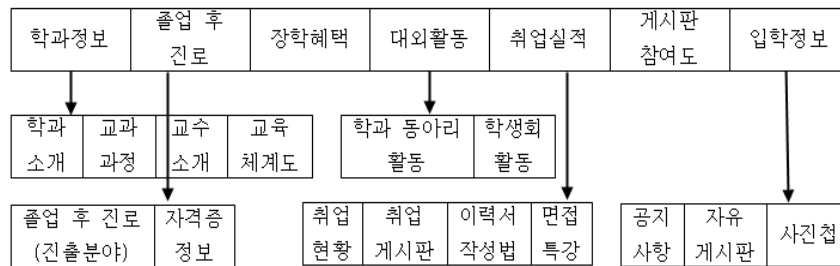 학과정보
졸업 후
진로
장학혜택
대외활동
취업실적
게시판
참여도
입학정보
학과
소개
교과
과정
교수
소개
교육
체계도
학과 동아리
활동
학생회
활동
졸업 후 진로
(진출분야)
자격증
정보
취업
현황
취업
게시판
이력서
작성법
면접
특강
공지
사항
자유
게시판
사진첩